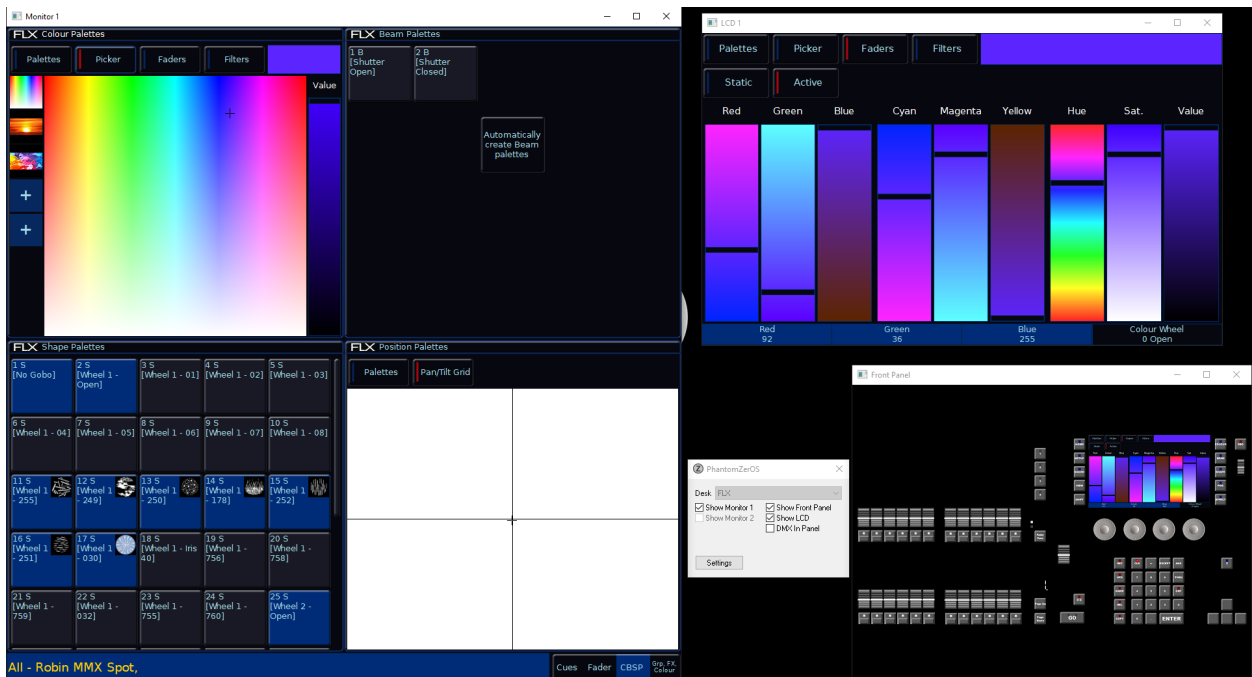 Monitor 1
FLX Colour Palettes
Palettes
Picker
Faders
Filters
Value
+
+
FLX Beam Palettes
1 B
[Shutter
Open]
2 B
[Shutter
Closed]
Automatically
create Beam
palettes
FLX Shape Palettes
1 S
[No Gobo]
2 S
[Wheel 1 -
Open]
3 S
[Wheel 1 - 01]
4 S
[Wheel 1 - 02]
5 S
[Wheel 1 - 03]
6 S
[Wheel 1 - 04]
7 S
[Wheel 1 - 05]
8 S
[Wheel 1 - 06]
9 S
[Wheel 1 - 07]
10 S
[Wheel 1 - 08]
11 S
[Wheel 1
- 255]
12 S
[Wheel 1
- 249]
13 S
[Wheel 1
- 250]
14 S
[Wheel 1
- 178]
15 S
[Wheel 1
- 252]
16 S
[Wheel 1
- 251]
17 S
[Wheel 1
- 030]
18 S
[Wheel 1 - Iris
40]
19 S
[Wheel 1 -
756]
20 S
[Wheel 1 -
758]
21 S
[Wheel 1 -
759]
22 S
[Wheel 1 -
032]
23 S
[Wheel 1 -
755]
24 S
[Wheel 1 -
760]
25 S
[Wheel 2 -
Open]
FLX Position Palettes
Palettes
Pan/Tilt Grid
All - Robin MMX Spot,
Cues
Fader
CBSP
Grp, FX,
Colour
LCD 1
Palettes
Picker
Faders
Filters
Static
Active
Red Green Blue Cyan Magenta Yellow Hue Sat. Value
Red
92
Green
36
Blue
255
Colour Wheel
0 Open
PhantomZerOS
Desk FLX
Show Monitor 1
Show Front Panel
Show Monitor 2
Show LCD
DMX In Panel
Settings
Front Panel
GO
ENTER